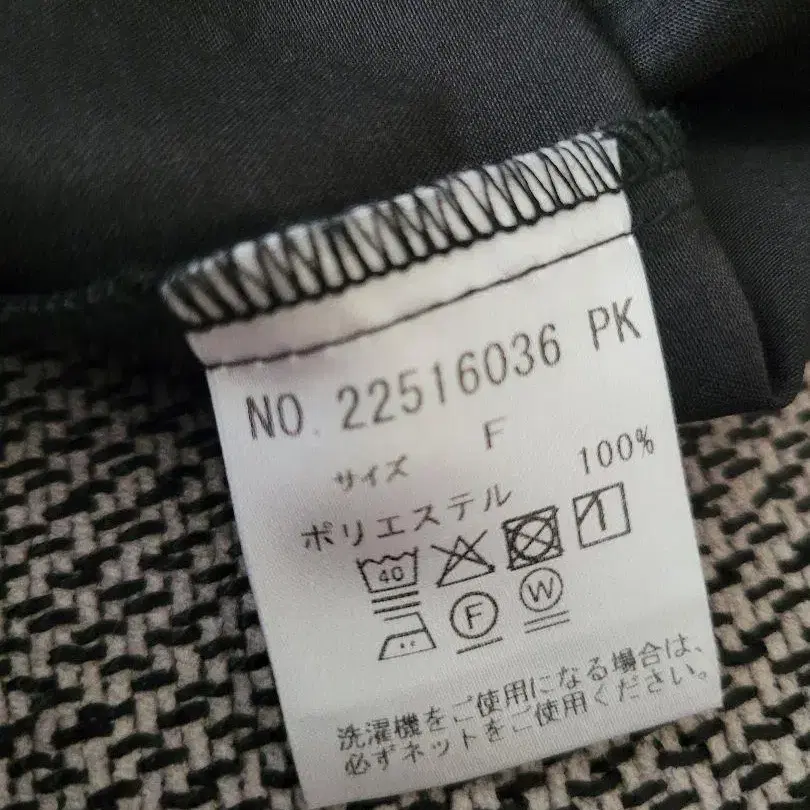 NO. 22516036 PK
サイズ F
ポリエステル 100%
40
F W
洗濯機をご使用になる場合は、
必ずネットをご使用ください。